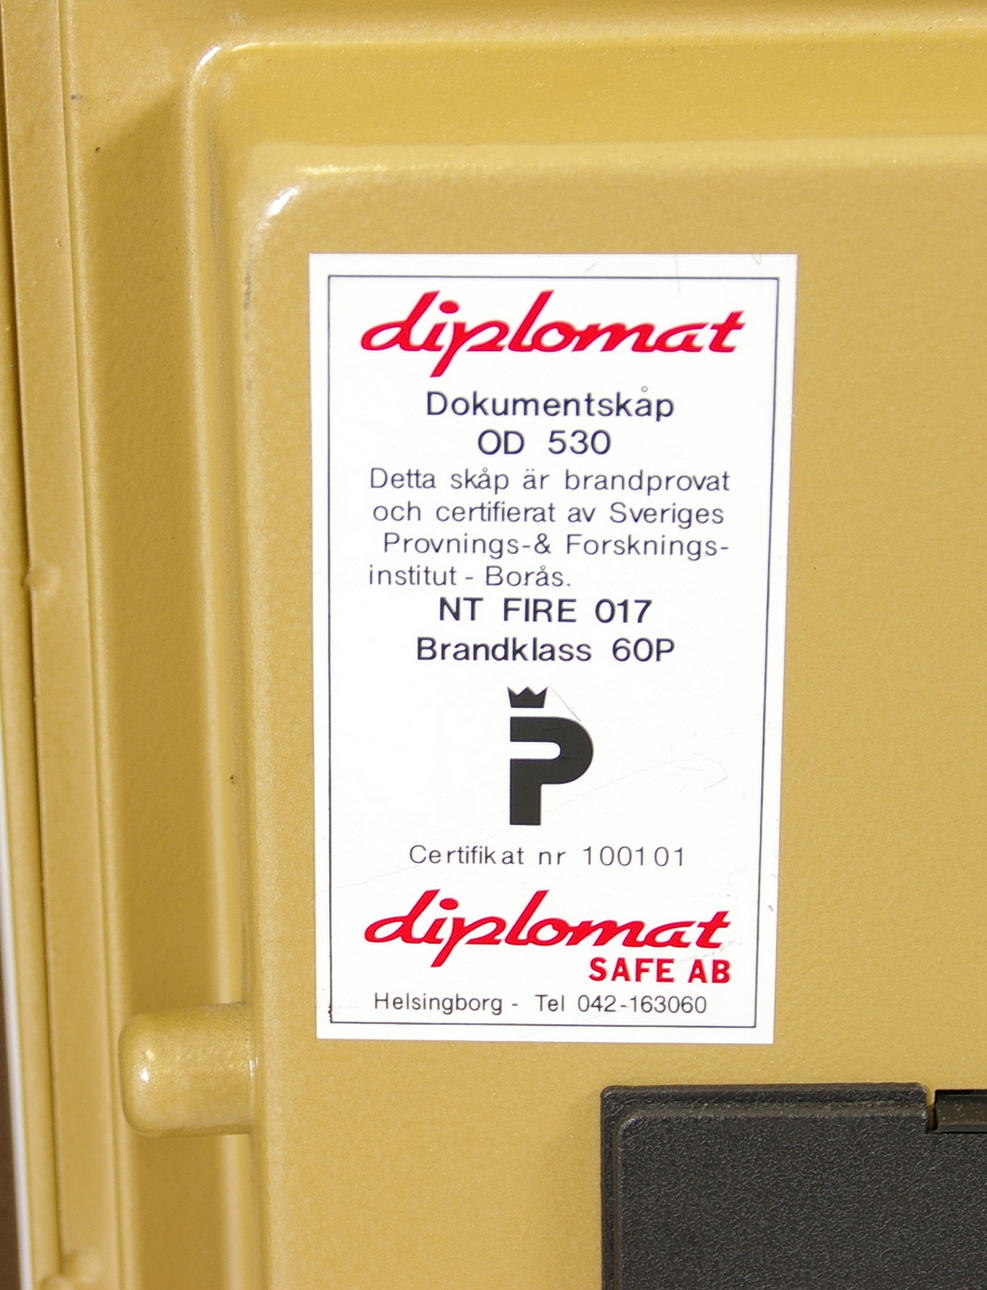 diplomat
Dokumentskåp
OD 530
Detta skåp är brandprovat
och certifierat av Sveriges
Provnings-& Forsknings-
institut - Borås.
NT FIRE 017
Brandklass 60P
P
Certifikat nr 100101
diplomat
SAFE AB
Helsingborg - Tel 042-163060